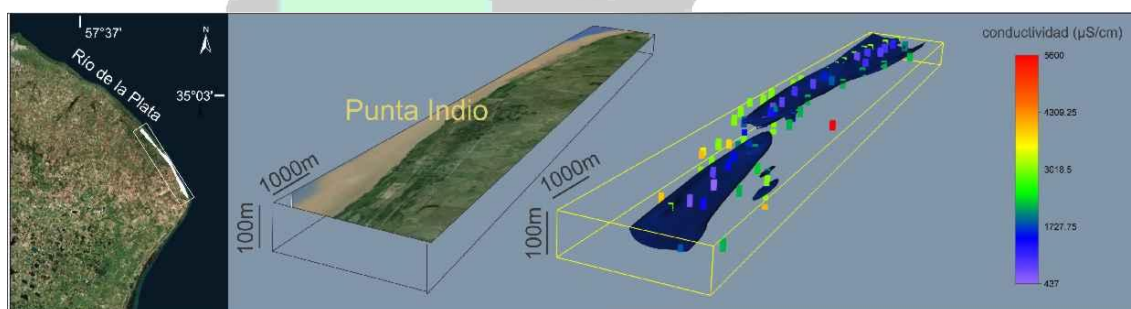 57°37'
N
Río de la Plata
35°03'
Punta Indio
1000m
100m
1000m
100m
conductividad (µS/cm)
5600
4309.25
3018.5
1727.75
437